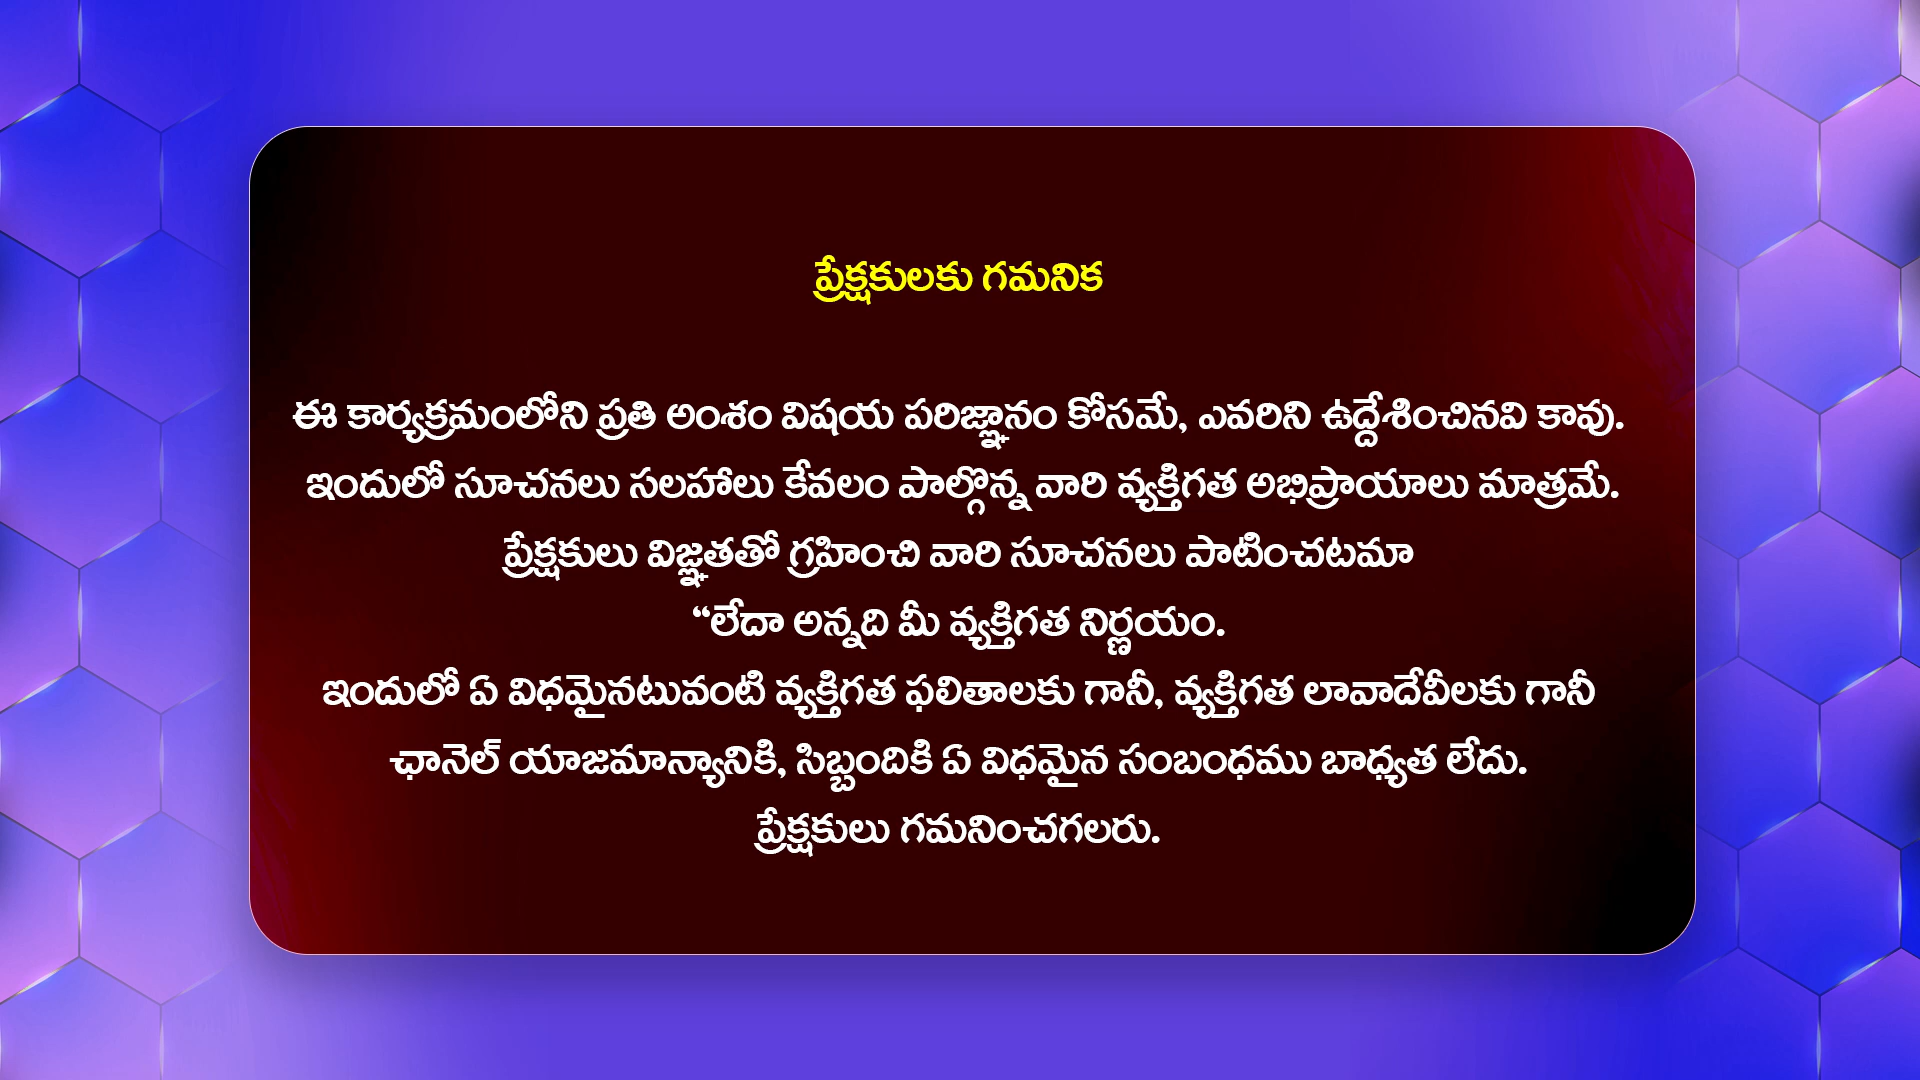 ప్రేక్షకులకు గమనిక
ఈ కార్యక్రమంలోని ప్రతి అంశం విషయ పరిజ్ఞానం కోసమే, ఎవరిని ఉద్దేశించినవి కావు.
ఇందులో సూచనలు సలహాలు కేవలం పాల్గొన్న వారి వ్యక్తిగత అభిప్రాయాలు మాత్రమే.
ప్రేక్షకులు విజ్ఞతతో గ్రహించి వారి సూచనలు పాటించటమా
“లేదా అన్నది మీ వ్యక్తిగత నిర్ణయం.
ఇందులో ఏ విధమైనటువంటి వ్యక్తిగత ఫలితాలకు గానీ, వ్యక్తిగత లావాదేవీలకు గానీ
ఛానెల్ యాజమాన్యానికి, సిబ్బందికి ఏ విధమైన సంబంధము బాధ్యత లేదు.
ప్రేక్షకులు గమనించగలరు.